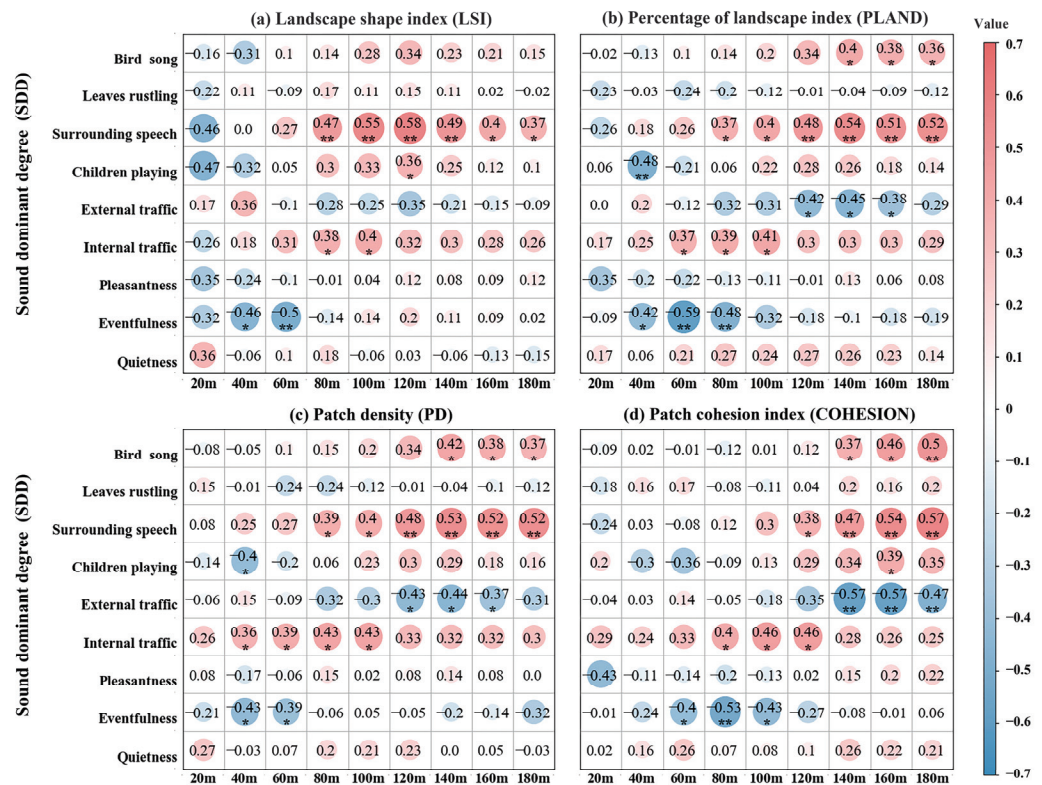 (a) Landscape shape index (LSI)
(b) Percentage of landscape index (PLAND)
Value
Sound dominant degree (SDD)
Bird song −0.16 −0.31 0.1 0.14 0.28 0.34 0.23 0.21 0.15
Leaves rustling −0.22 0.11 −0.09 0.17 0.11 0.15 0.11 0.02 −0.02
Surrounding speech −0.46 0.0 0.27 0.47 ** 0.55 ** 0.58 ** 0.49 ** 0.4 * 0.37 *
Children playing −0.47 −0.32 0.05 0.3 0.33 0.36 * 0.25 0.12 0.1
External traffic 0.17 0.36 −0.1 −0.28 −0.25 −0.35 −0.21 −0.15 −0.09
Internal traffic −0.26 0.18 0.31 0.38 * 0.4 * 0.32 0.3 0.28 0.26
Pleasantness −0.35 −0.24 −0.1 −0.01 0.04 0.12 0.08 0.09 0.12
Eventfulness −0.32 −0.46 * −0.5 ** −0.14 0.14 0.2 0.11 0.09 0.02
Quietness 0.36 −0.06 0.1 0.18 −0.06 0.03 −0.06 −0.13 −0.15
20m 40m 60m 80m 100m 120m 140m 160m 180m
−0.02 −0.13 0.1 0.14 0.2 0.34 0.4 * 0.38 * 0.36 *
−0.23 −0.03 −0.24 −0.2 −0.12 −0.01 −0.04 −0.09 −0.12
−0.26 0.18 0.26 0.37 * 0.4 * 0.48 ** 0.54 ** 0.51 ** 0.52 **
0.06 −0.48 ** −0.21 0.06 0.22 0.28 0.26 0.18 0.14
0.0 0.2 −0.12 −0.32 −0.31 −0.42 * −0.45 * −0.38 * −0.29
0.17 0.25 0.37 * 0.39 * 0.41 * 0.3 0.3 0.3 0.29
−0.35 −0.2 −0.22 −0.13 −0.11 −0.01 0.13 0.06 0.08
−0.09 −0.42 * −0.59 ** −0.48 ** −0.32 −0.18 −0.1 −0.18 −0.19
0.17 0.06 0.21 0.27 0.24 0.27 0.26 0.23 0.14
20m 40m 60m 80m 100m 120m 140m 160m 180m
(c) Patch density (PD)
(d) Patch cohesion index (COHESION)
Sound dominant degree (SDD)
Bird song −0.08 −0.05 0.1 0.15 0.2 0.34 0.42 * 0.38 * 0.37 *
Leaves rustling 0.15 −0.01 −0.24 −0.24 −0.12 −0.01 −0.04 −0.1 −0.12
Surrounding speech 0.08 0.25 0.27 0.39 * 0.4 * 0.48 ** 0.53 ** 0.52 ** 0.52 **
Children playing −0.14 −0.4 * −0.2 0.06 0.23 0.3 0.29 0.18 0.16
External traffic −0.06 0.15 −0.09 −0.32 −0.3 −0.43 * −0.44 * −0.37 * −0.31
Internal traffic 0.26 0.36 * 0.39 * 0.43 * 0.43 * 0.33 0.32 0.32 0.3
Pleasantness 0.08 −0.17 −0.06 0.15 0.02 0.08 0.14 0.08 0.0
Eventfulness −0.21 −0.43 * −0.39 * −0.06 0.05 −0.05 −0.2 −0.14 −0.32
Quietness 0.27 −0.03 0.07 0.2 0.21 0.23 0.0 0.05 −0.03
20m 40m 60m 80m 100m 120m 140m 160m 180m
−0.09 0.02 −0.01 −0.12 0.01 0.12 0.37 * 0.46 * 0.5 **
−0.18 0.16 0.17 −0.08 −0.11 0.04 0.2 0.16 0.2
−0.24 0.03 −0.08 0.12 0.3 0.38 * 0.47 ** 0.54 ** 0.57 **
0.2 −0.3 −0.36 −0.09 0.13 0.29 0.34 0.39 * 0.35
−0.04 0.03 0.14 −0.05 −0.18 −0.35 −0.57 ** −0.57 ** −0.47 **
0.29 0.24 0.33 0.4 * 0.46 * 0.46 * 0.28 0.26 0.25
−0.43 −0.11 −0.14 −0.2 −0.13 0.02 0.15 0.2 0.22
−0.01 −0.24 −0.4 * −0.53 ** −0.43 * −0.27 −0.08 −0.01 0.06
0.02 0.16 0.26 0.07 0.08 0.1 0.26 0.22 0.21
20m 40m 60m 80m 100m 120m 140m 160m 180m
0.7
0.6
0.5
0.4
0.3
0.2
0.1
0
−0.1
−0.2
−0.3
−0.4
−0.5
−0.6
−0.7